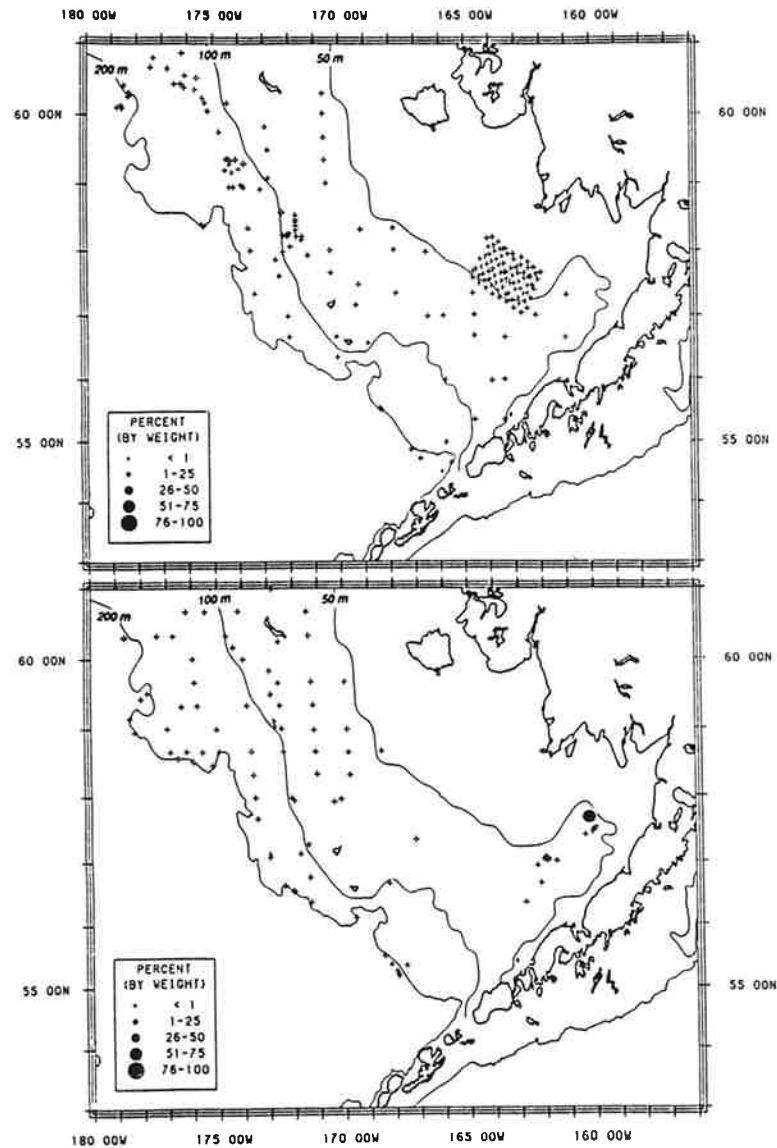 180 00W 175 00W 170 00W 165 00W 160 00W
200 m 100 m 50 m
60 00N 60 00N
55 00N 55 00N
PERCENT
(BY WEIGHT)
< 1
1-25
26-50
51-75
76-100
200 m 100 m 50 m
60 00N 60 00N
55 00N 55 00N
PERCENT
(BY WEIGHT)
< 1
1-25
26-50
51-75
76-100
180 00W 175 00W 170 00W 165 00W 160 00W